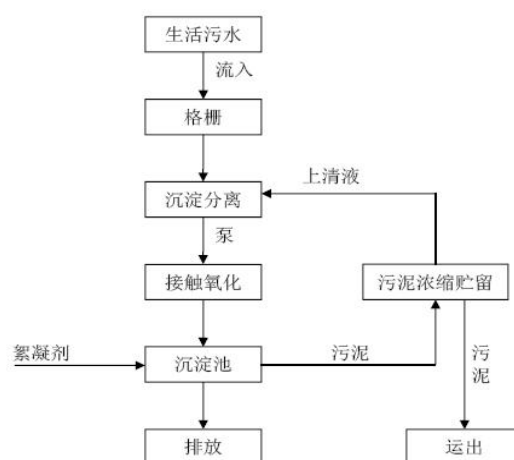 生活污水
流入
格栅
上清液
沉淀分离
泵
接触氧化
污泥浓缩贮留
絮凝剂
沉淀池
污泥
污泥
排放
运出